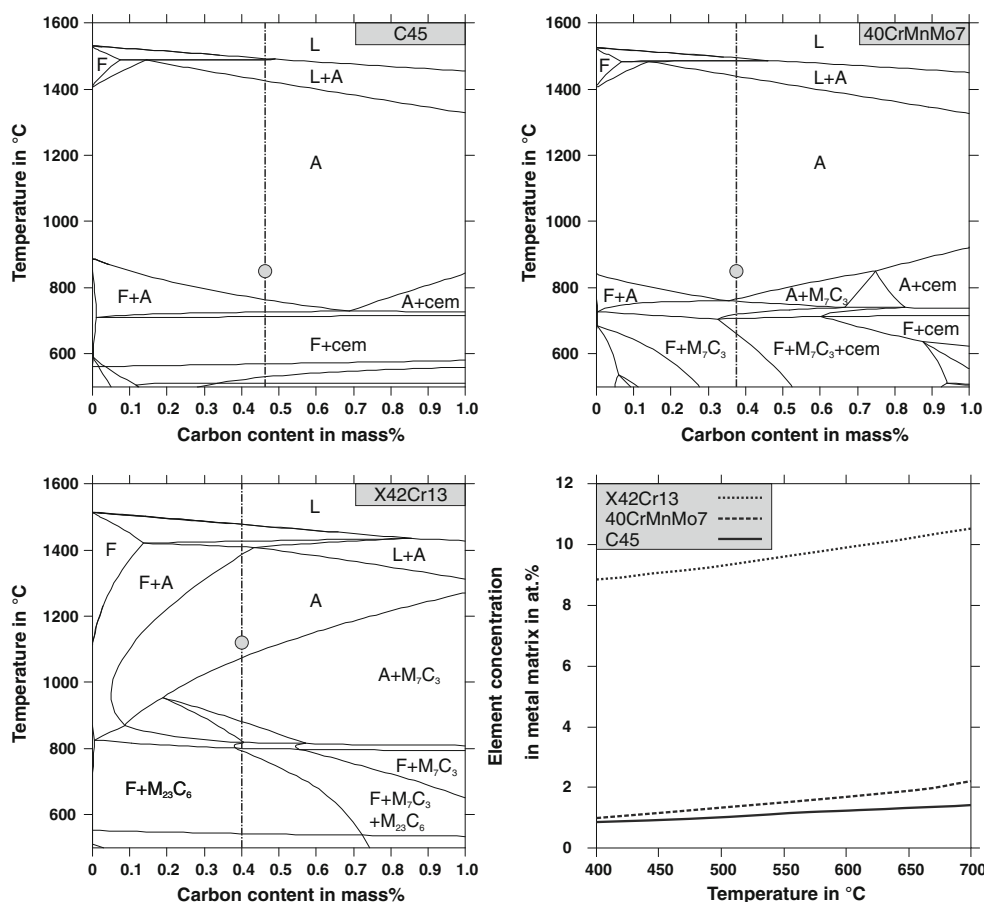 C45
1600
1400
1200
1000
800
600
L
F
L+A
A
F+A
A+cem
F+cem
0 0.1 0.2 0.3 0.4 0.5 0.6 0.7 0.8 0.9 1.0
Carbon content in mass%
Temperature in °C
40CrMnMo7
1600
1400
1200
1000
800
600
L
F
L+A
A
F+A
A+M₇C₃
A+cem
F+cem
F+M₇C₃
F+M₇C₃+cem
0 0.1 0.2 0.3 0.4 0.5 0.6 0.7 0.8 0.9 1.0
Carbon content in mass%
Temperature in °C
X42Cr13
1600
1400
1200
1000
800
600
L
F
L+A
F+A
A
A+M₇C₃
F+M₇C₃
F+M₂₃C₆
F+M₇C₃
+M₂₃C₆
0 0.1 0.2 0.3 0.4 0.5 0.6 0.7 0.8 0.9 1.0
Carbon content in mass%
Temperature in °C
X42Cr13
40CrMnMo7
C45
12
10
8
6
4
2
0
400 450 500 550 600 650 700
Temperature in °C
Element concentration
in metal matrix in at.%